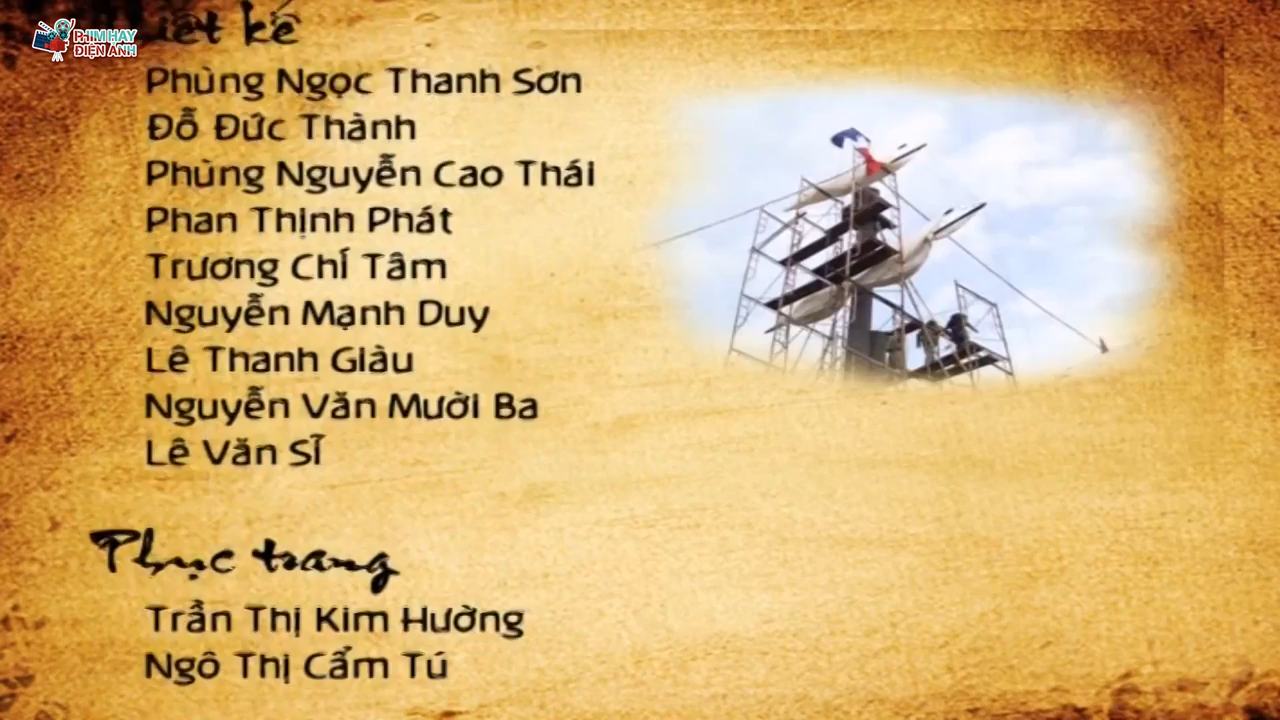 PHIM HAY
ĐIỆN ẢNH
kế
Phùng Ngọc Thanh Sơn
Đỗ Đức Thành
Phùng Nguyễn Cao Thái
Phan Thịnh Phát
Trương Chí Tâm
Nguyễn Mạnh Duy
Lê Thanh Giàu
Nguyễn Văn Mười Ba
Lê Văn Sĩ
Phục trang
Trần Thị Kim Hường
Ngô Thị Cẩm Tú